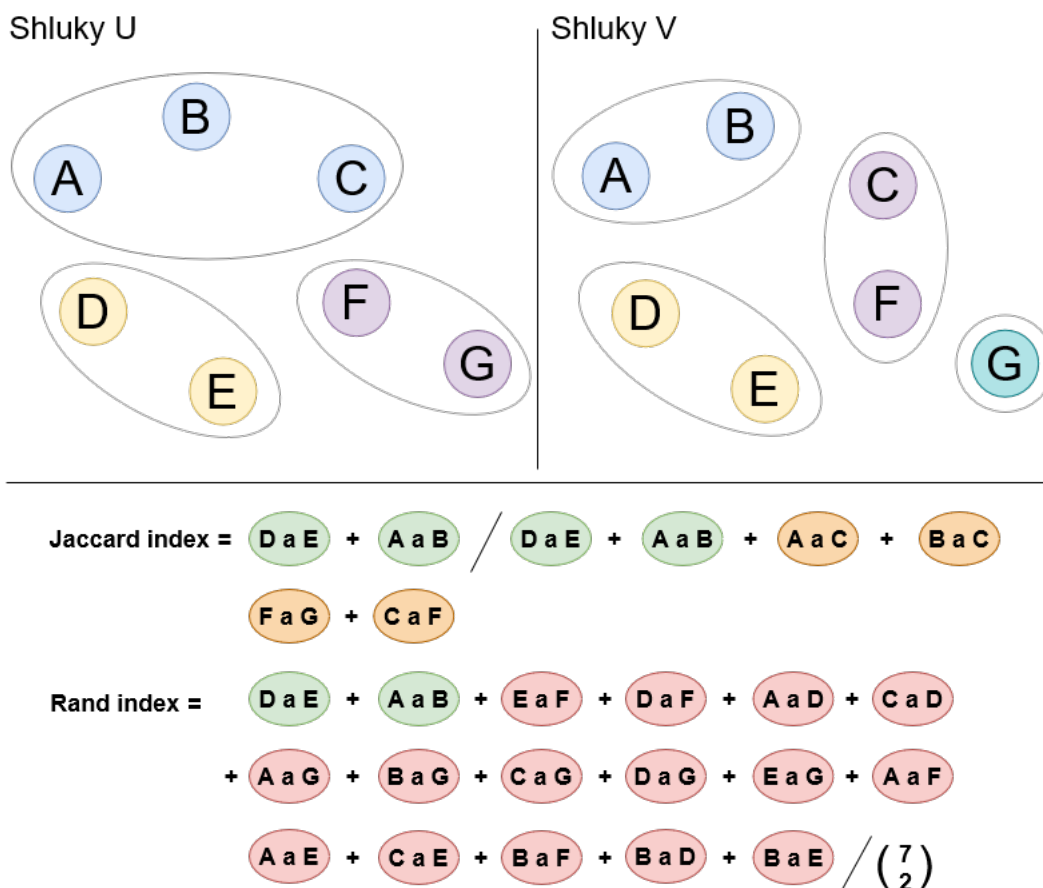 Shluky U
Shluky V
B
A
C
D
E
F
G
B
A
C
D
F
E
G
Jaccard index = D a E + A a B / D a E + A a B + A a C + B a C
F a G + C a F
Rand index = D a E + A a B + E a F + D a F + A a D + C a D
+ A a G + B a G + C a G + D a G + E a G + A a F
A a E + C a E + B a F + B a D + B a E / ( 7
2 )